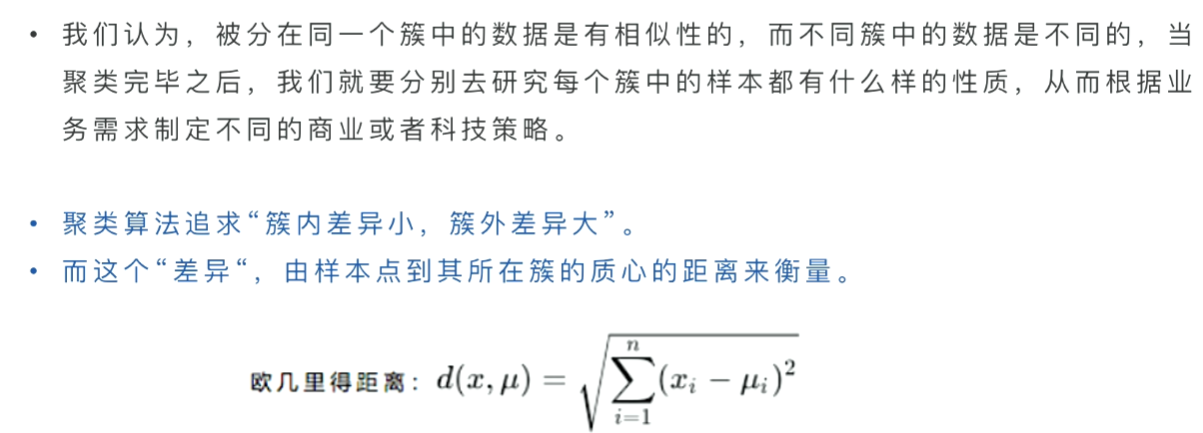 • 我们认为，被分在同一个簇中的数据是有相似性的，而不同簇中的数据是不同的，当
聚类完毕之后，我们就要分别去研究每个簇中的样本都有什么样的性质，从而根据业
务需求制定不同的商业或者科技策略。
• 聚类算法追求“簇内差异小，簇外差异大”。
• 而这个“差异“，由样本点到其所在簇的质心的距离来衡量。
欧几里得距离：d(x, μ) = √∑_{i=1}^{n}(x_i − μ_i)^2